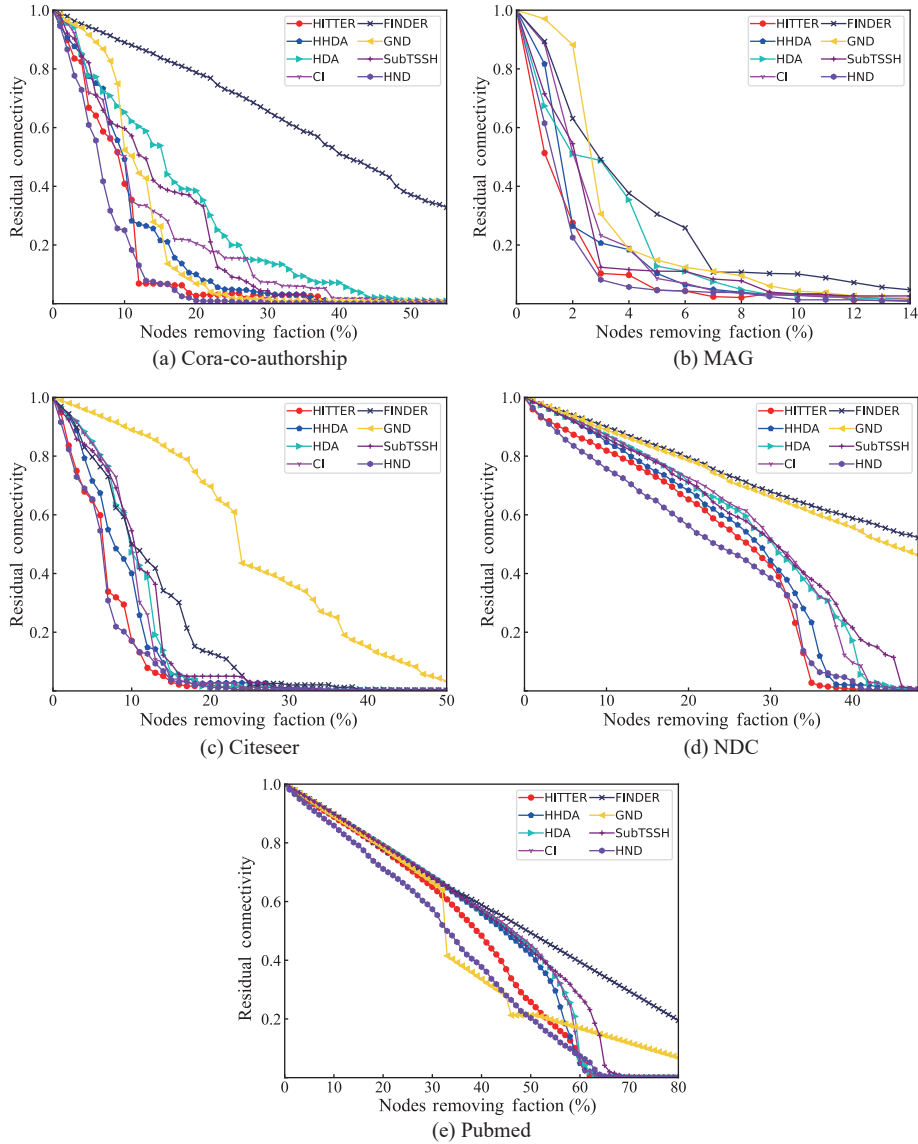 1.0
0.8
0.6
0.4
0.2
Residual connectivity
HITTER
HHDA
HDA
CI
FINDER
GND
SubTSSH
HND
0 10 20 30 40 50
Nodes removing faction (%)
(a) Cora-co-authorship
1.0
0.8
0.6
0.4
0.2
Residual connectivity
HITTER
HHDA
HDA
CI
FINDER
GND
SubTSSH
HND
0 2 4 6 8 10 12 14
Nodes removing faction (%)
(b) MAG
1.0
0.8
0.6
0.4
0.2
Residual connectivity
HITTER
HHDA
HDA
CI
FINDER
GND
SubTSSH
HND
0 10 20 30 40 50
Nodes removing faction (%)
(c) Citeseer
1.0
0.8
0.6
0.4
0.2
Residual connectivity
HITTER
HHDA
HDA
CI
FINDER
GND
SubTSSH
HND
0 10 20 30 40
Nodes removing faction (%)
(d) NDC
1.0
0.8
0.6
0.4
0.2
Residual connectivity
HITTER
HHDA
HDA
CI
FINDER
GND
SubTSSH
HND
0 10 20 30 40 50 60 70 80
Nodes removing faction (%)
(e) Pubmed